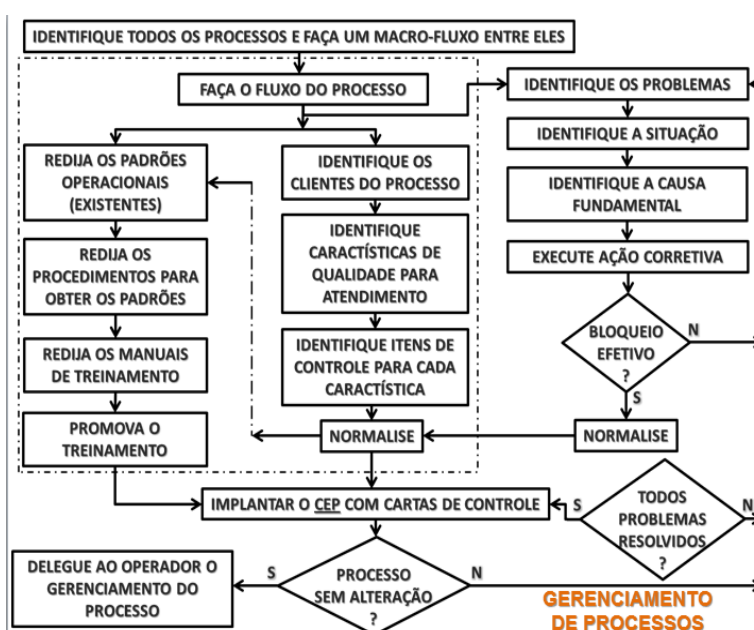 IDENTIFIQUE TODOS OS PROCESSOS E FAÇA UM MACRO-FLUXO ENTRE ELES
FAÇA O FLUXO DO PROCESSO
REDIJA OS PADRÕES
OPERACIONAIS
(EXISTENTES)
REDIJA OS
PROCEDIMENTOS PARA
OBTER OS PADRÕES
REDIJA OS MANUAIS
DE TREINAMENTO
PROMOVA O
TREINAMENTO
IDENTIFIQUE OS
CLIENTES DO PROCESSO
IDENTIFIQUE
CARACTÍSTICAS DE
QUALIDADE PARA
ATENDIMENTO
IDENTIFIQUE ITENS DE
CONTROLE PARA CADA
CARACTÍSTICA
NORMALISE
IDENTIFIQUE OS PROBLEMAS
IDENTIFIQUE A SITUAÇÃO
IDENTIFIQUE A CAUSA
FUNDAMENTAL
EXECUTE AÇÃO CORRETIVA
BLOQUEIO
EFETIVO
?
N
S
NORMALISE
TODOS
PROBLEMAS
RESOLVIDOS
?
S
N
IMPLANTAR O CEP COM CARTAS DE CONTROLE
PROCESSO
SEM ALTERAÇÃO
?
S
N
DELEGUE AO OPERADOR O
GERENCIAMENTO DO
PROCESSO
GERENCIAMENTO
DE PROCESSOS